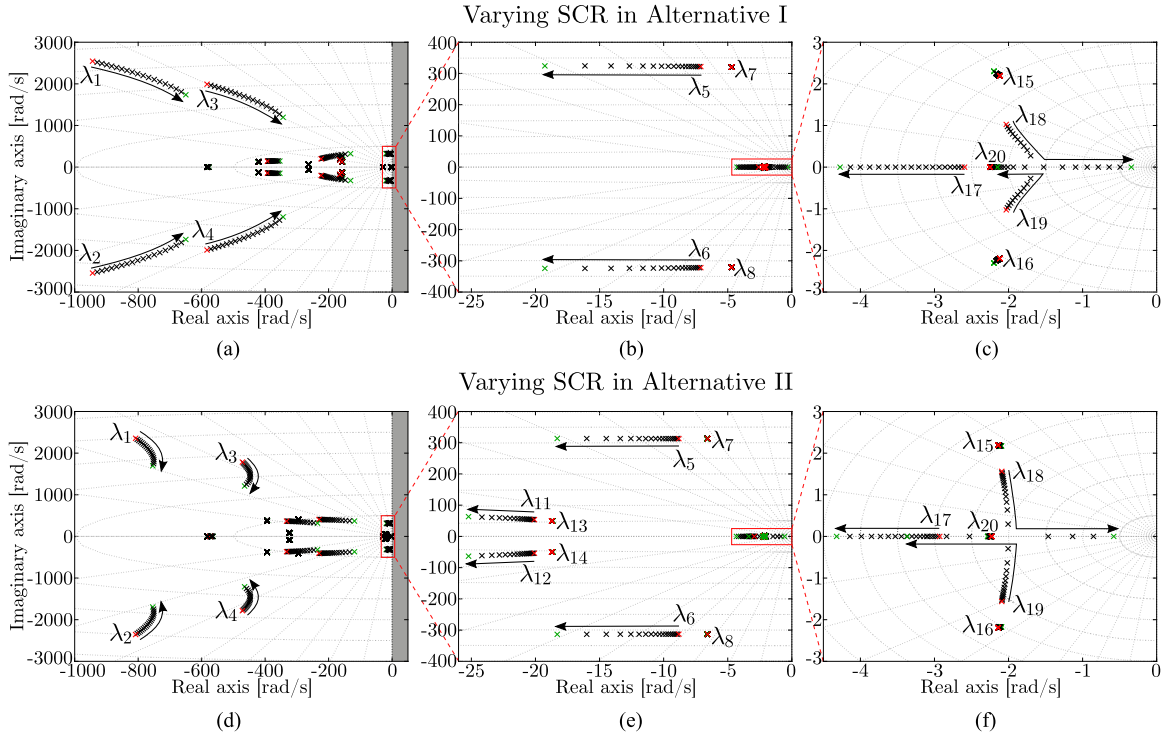 Varying SCR in Alternative I
3000
2000
1000
0
-1000
-2000
-3000
Imaginary axis [rad/s]
λ1
λ3
λ2
λ4
-1000 -800 -600 -400 -200 0
Real axis [rad/s]
(a)
400
300
200
100
0
-100
-200
-300
-400
λ7
λ5
λ6
λ8
-25 -20 -15 -10 -5 0
Real axis [rad/s]
(b)
3
2
1
0
-1
-2
-3
λ15
λ18
λ20
λ17
λ19
λ16
-4 -3 -2 -1 0
Real axis [rad/s]
(c)
Varying SCR in Alternative II
3000
2000
1000
0
-1000
-2000
-3000
Imaginary axis [rad/s]
λ1
λ3
λ2
λ4
-1000 -800 -600 -400 -200 0
Real axis [rad/s]
(d)
400
300
200
100
0
-100
-200
-300
-400
λ7
λ5
λ11
λ13
λ14
λ12
λ6
λ8
-25 -20 -15 -10 -5 0
Real axis [rad/s]
(e)
3
2
1
0
-1
-2
-3
λ15
λ18
λ17
λ20
λ19
λ16
-4 -3 -2 -1 0
Real axis [rad/s]
(f)